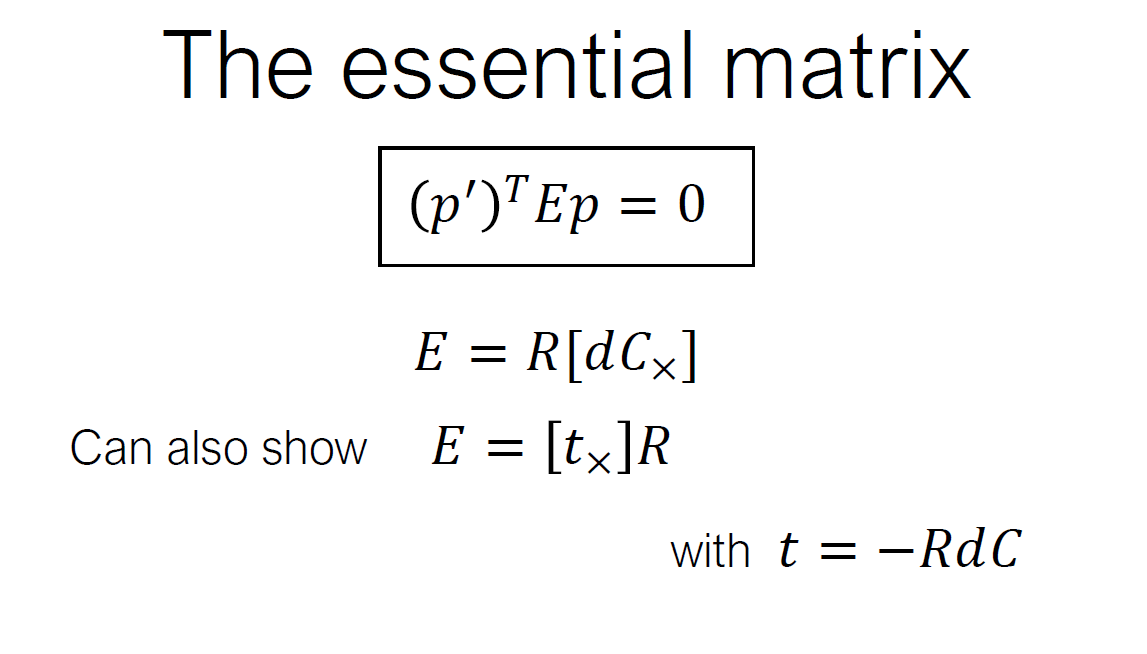 The essential matrix
(p′)ᵀEp = 0
E = R[dC×]
Can also show E = [t×]R
with t = −RdC